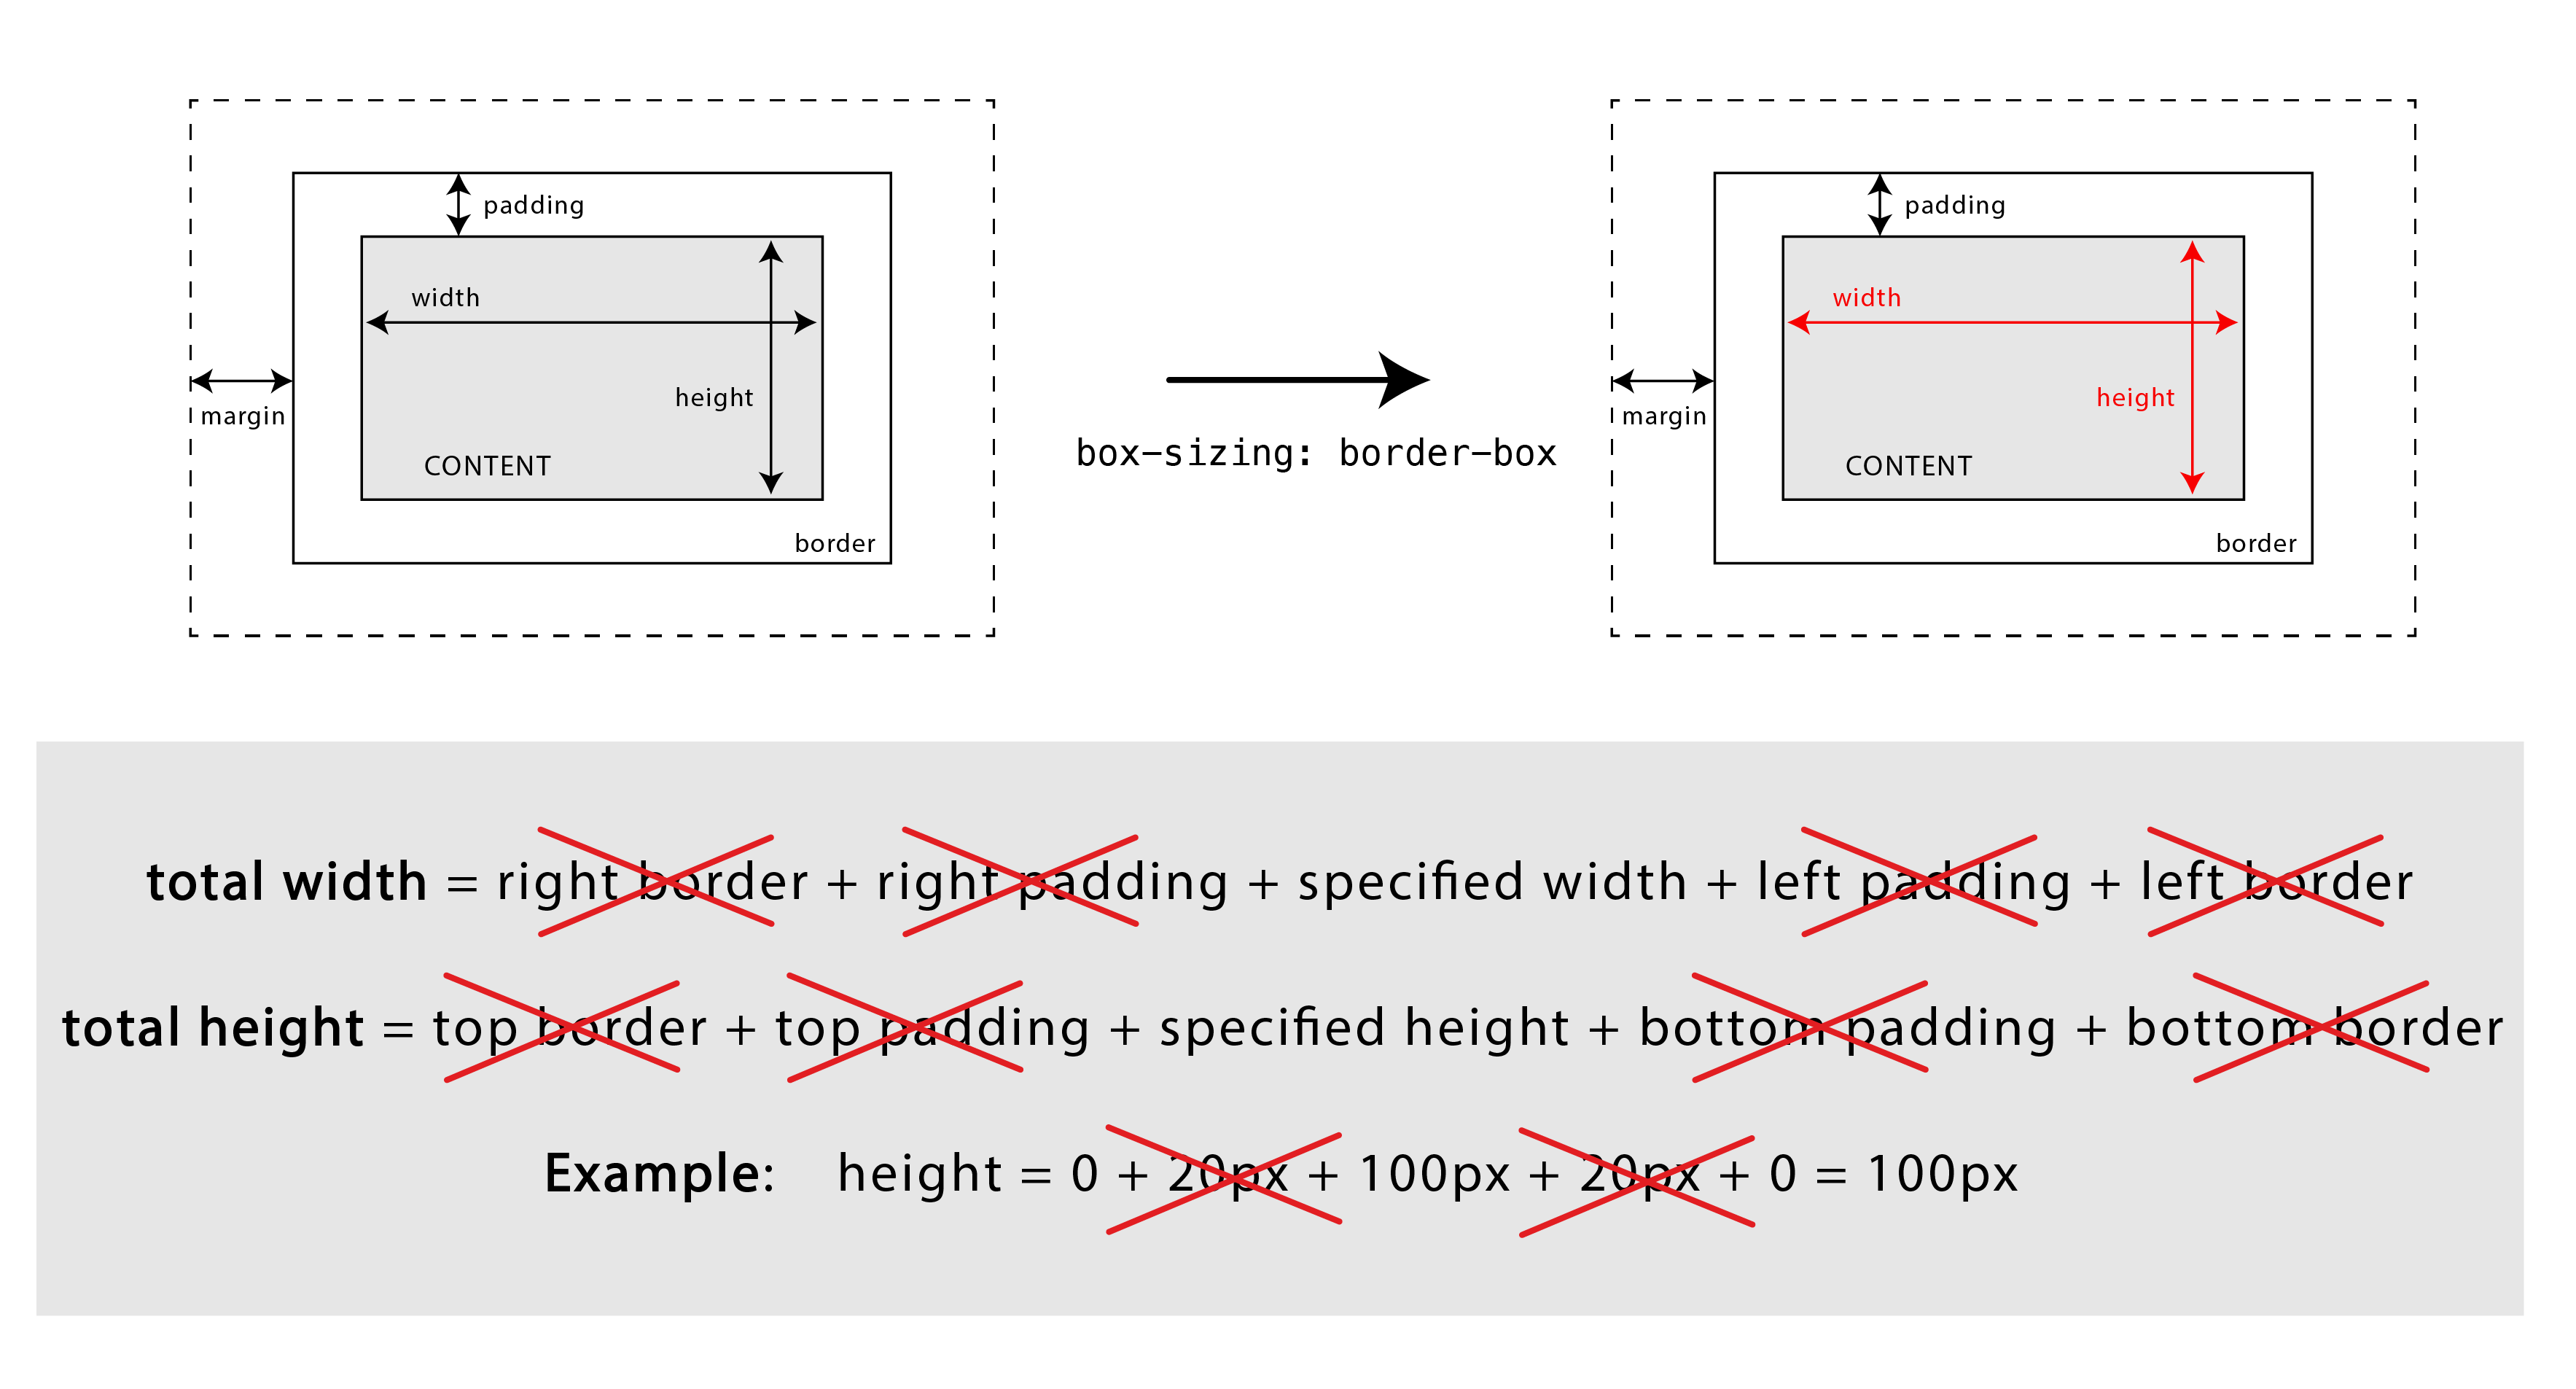 padding
width
height
margin
CONTENT
border
box-sizing: border-box
padding
width
height
margin
CONTENT
border
total width = right border + right padding + specified width + left padding + left border
total height = top border + top padding + specified height + bottom padding + bottom border
Example: height = 0 + 20px + 100px + 20px + 0 = 100px